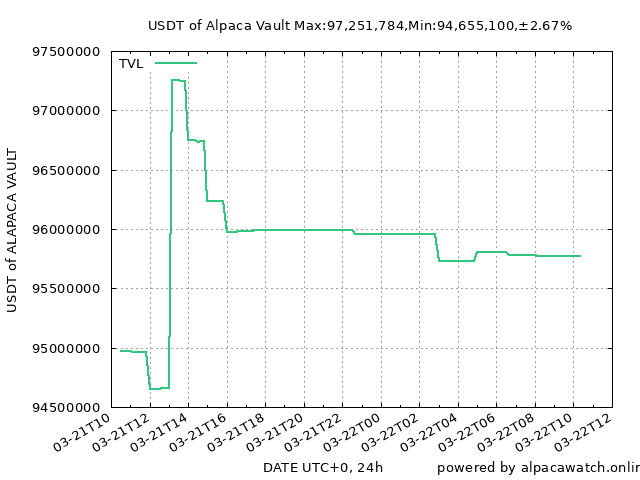 USDT of Alpaca Vault Max:97,251,784,Min:94,655,100,±2.67%
97500000
TVL
97000000
96500000
96000000
95500000
95000000
94500000
USDT of ALAPACA VAULT
03-21T10
03-21T12
03-21T14
03-21T16
03-21T18
03-21T20
03-21T22
03-22T00
03-22T02
03-22T04
03-22T06
03-22T08
03-22T10
03-22T12
DATE UTC+0, 24h
powered by alpacawatch.onlin